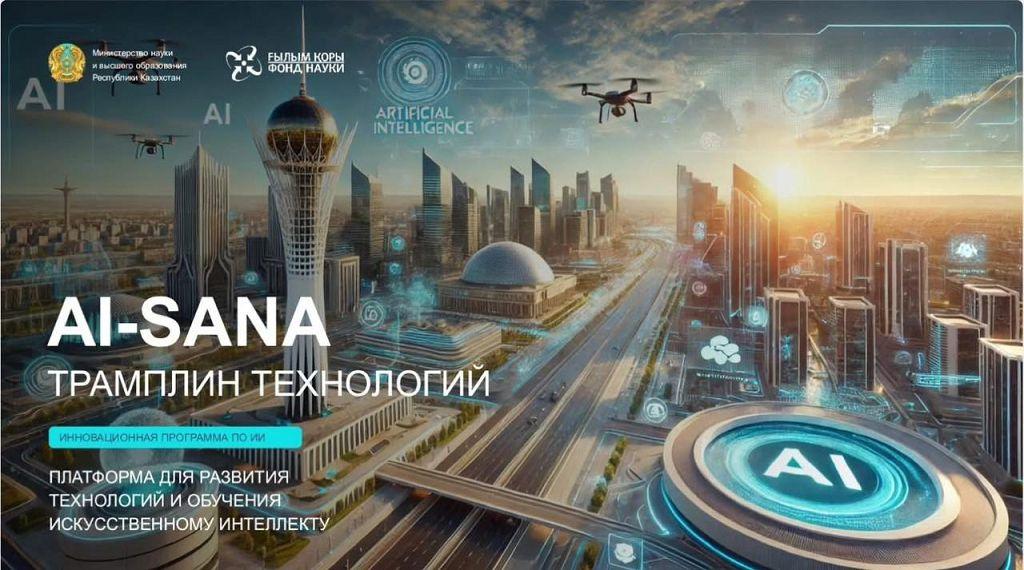 Министерство науки
и высшего образования
Республики Казахстан
ҒЫЛЫМ ҚОРЫ
ФОНД НАУКИ
AI
AI
ARTIFICIAL
INTELLIGENCE
AI-SANA
ТРАМПЛИН ТЕХНОЛОГИЙ
ИННОВАЦИОННАЯ ПРОГРАММА ПО ИИ
ПЛАТФОРМА ДЛЯ РАЗВИТИЯ
ТЕХНОЛОГИЙ И ОБУЧЕНИЯ
ИСКУССТВЕННОМУ ИНТЕЛЛЕКТУ
AI